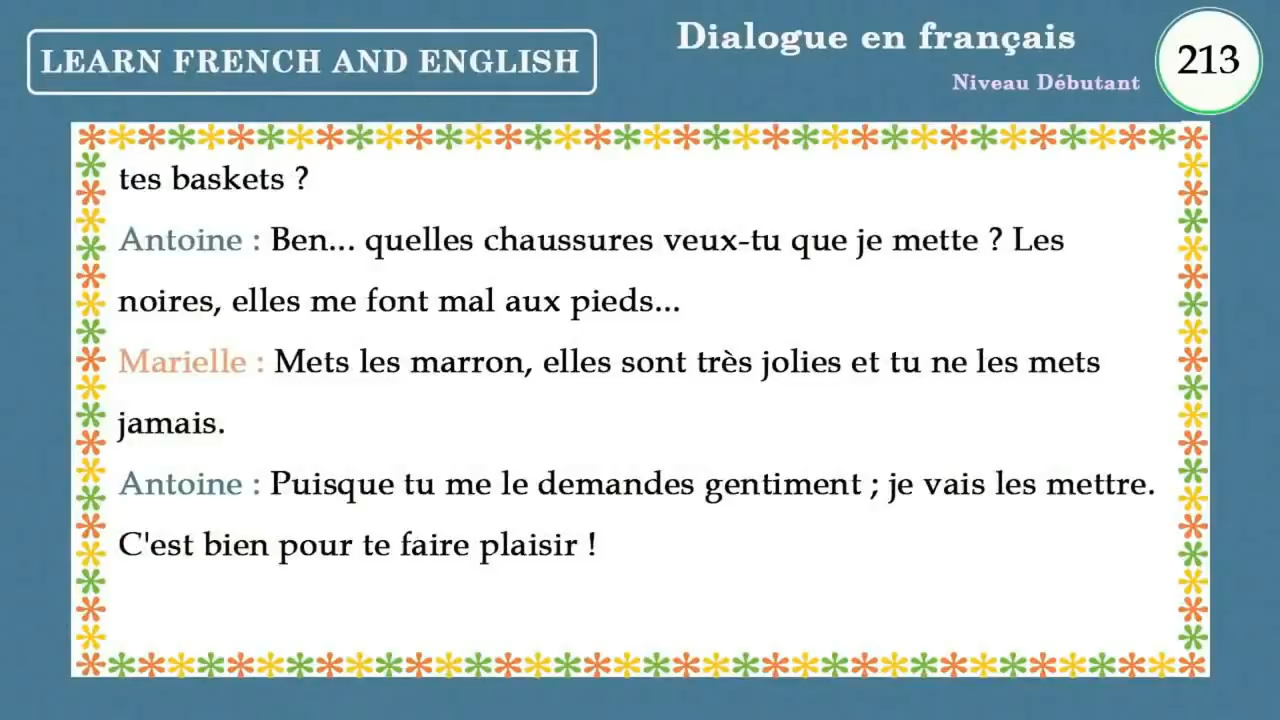 LEARN FRENCH AND ENGLISH
Dialogue en français
Niveau Débutant
213
tes baskets ?
Antoine : Ben... quelles chaussures veux-tu que je mette ? Les
noires, elles me font mal aux pieds...
Marielle : Mets les marron, elles sont très jolies et tu ne les mets
jamais.
Antoine : Puisque tu me le demandes gentiment ; je vais les mettre.
C'est bien pour te faire plaisir !